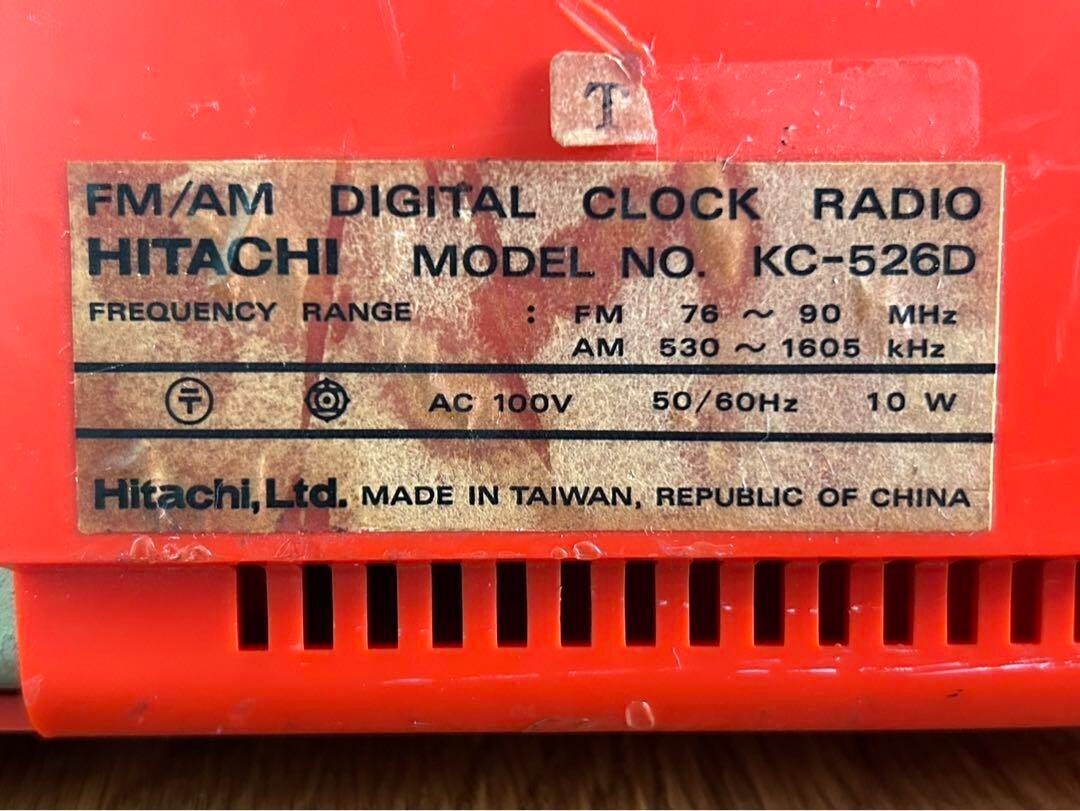 T
FM/AM DIGITAL CLOCK RADIO
HITACHI MODEL NO. KC-526D
FREQUENCY RANGE : FM 76 ~ 90 MHz
AM 530 ~ 1605 kHz
〒 AC 100V 50/60Hz 10 W
Hitachi, Ltd. MADE IN TAIWAN, REPUBLIC OF CHINA